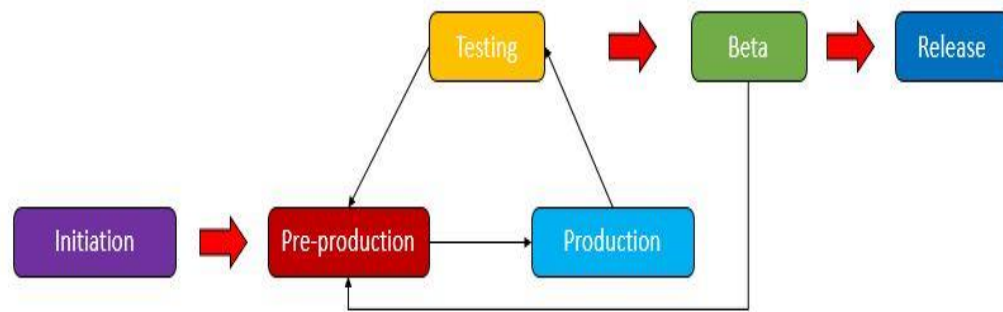 Testing
Beta
Release
Initiation
Pre-production
Production